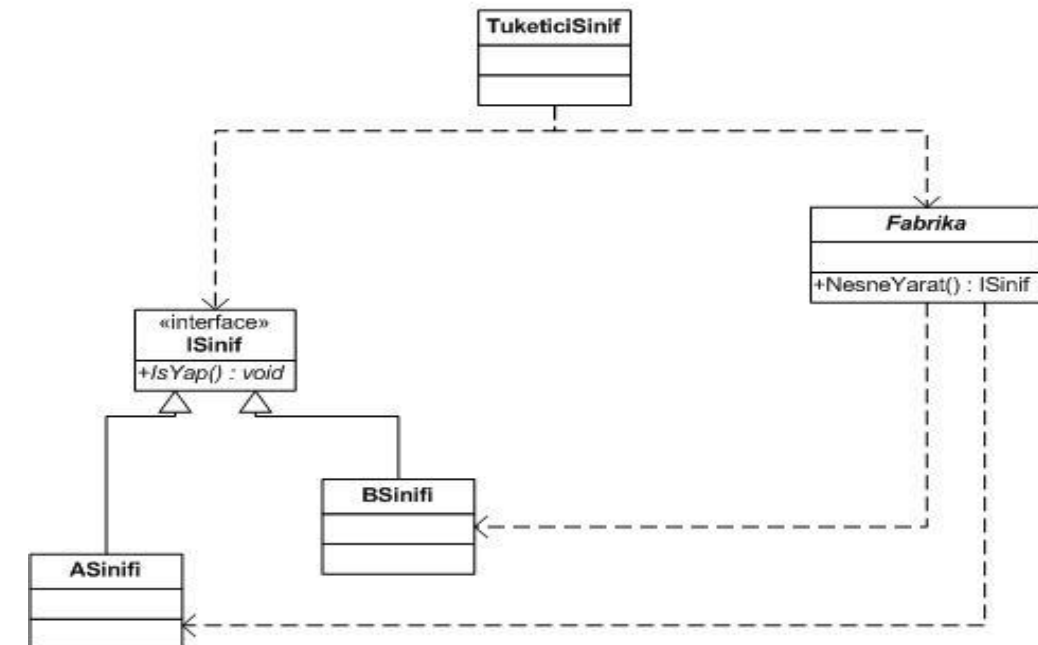 TuketiciSinif
Fabrika
+NesneYarat() : ISinif
«interface»
ISinif
+IsYap() : void
BSinifi
ASinifi